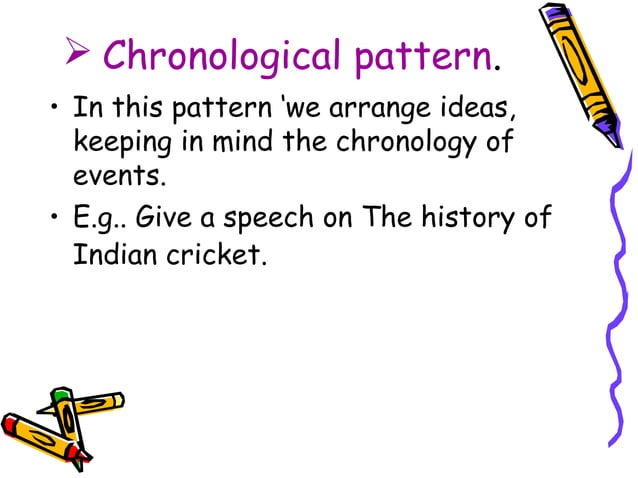 ➢ Chronological pattern.
• In this pattern ‘we arrange ideas,
keeping in mind the chronology of
events.
• E.g.. Give a speech on The history of
Indian cricket.